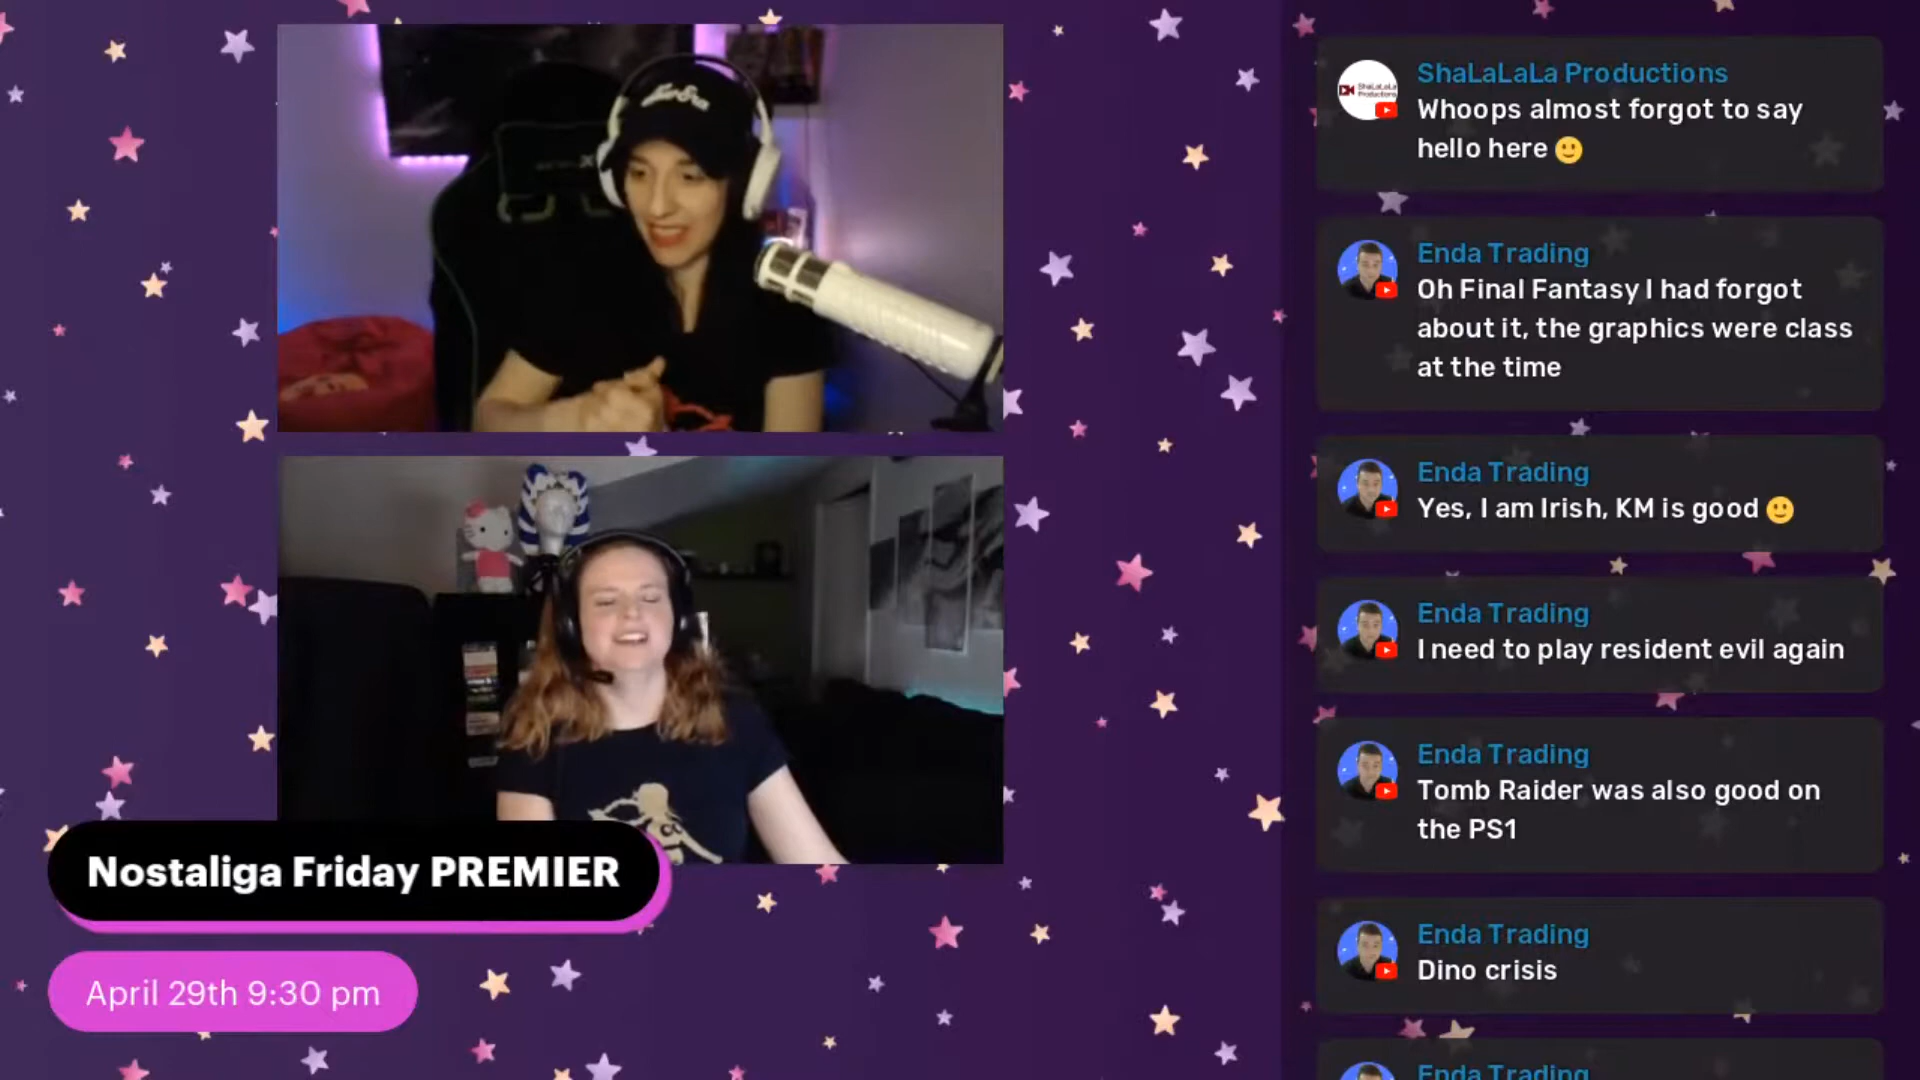 ShaLaLaLa Productions
Whoops almost forgot to say
hello here 🙂
Enda Trading
Oh Final Fantasy I had forgot
about it, the graphics were class
at the time
Enda Trading
Yes, I am Irish, KM is good 🙂
Enda Trading
I need to play resident evil again
Enda Trading
Tomb Raider was also good on
the PS1
Enda Trading
Dino crisis
Enda Trading
Nostaliga Friday PREMIER
April 29th 9:30 pm